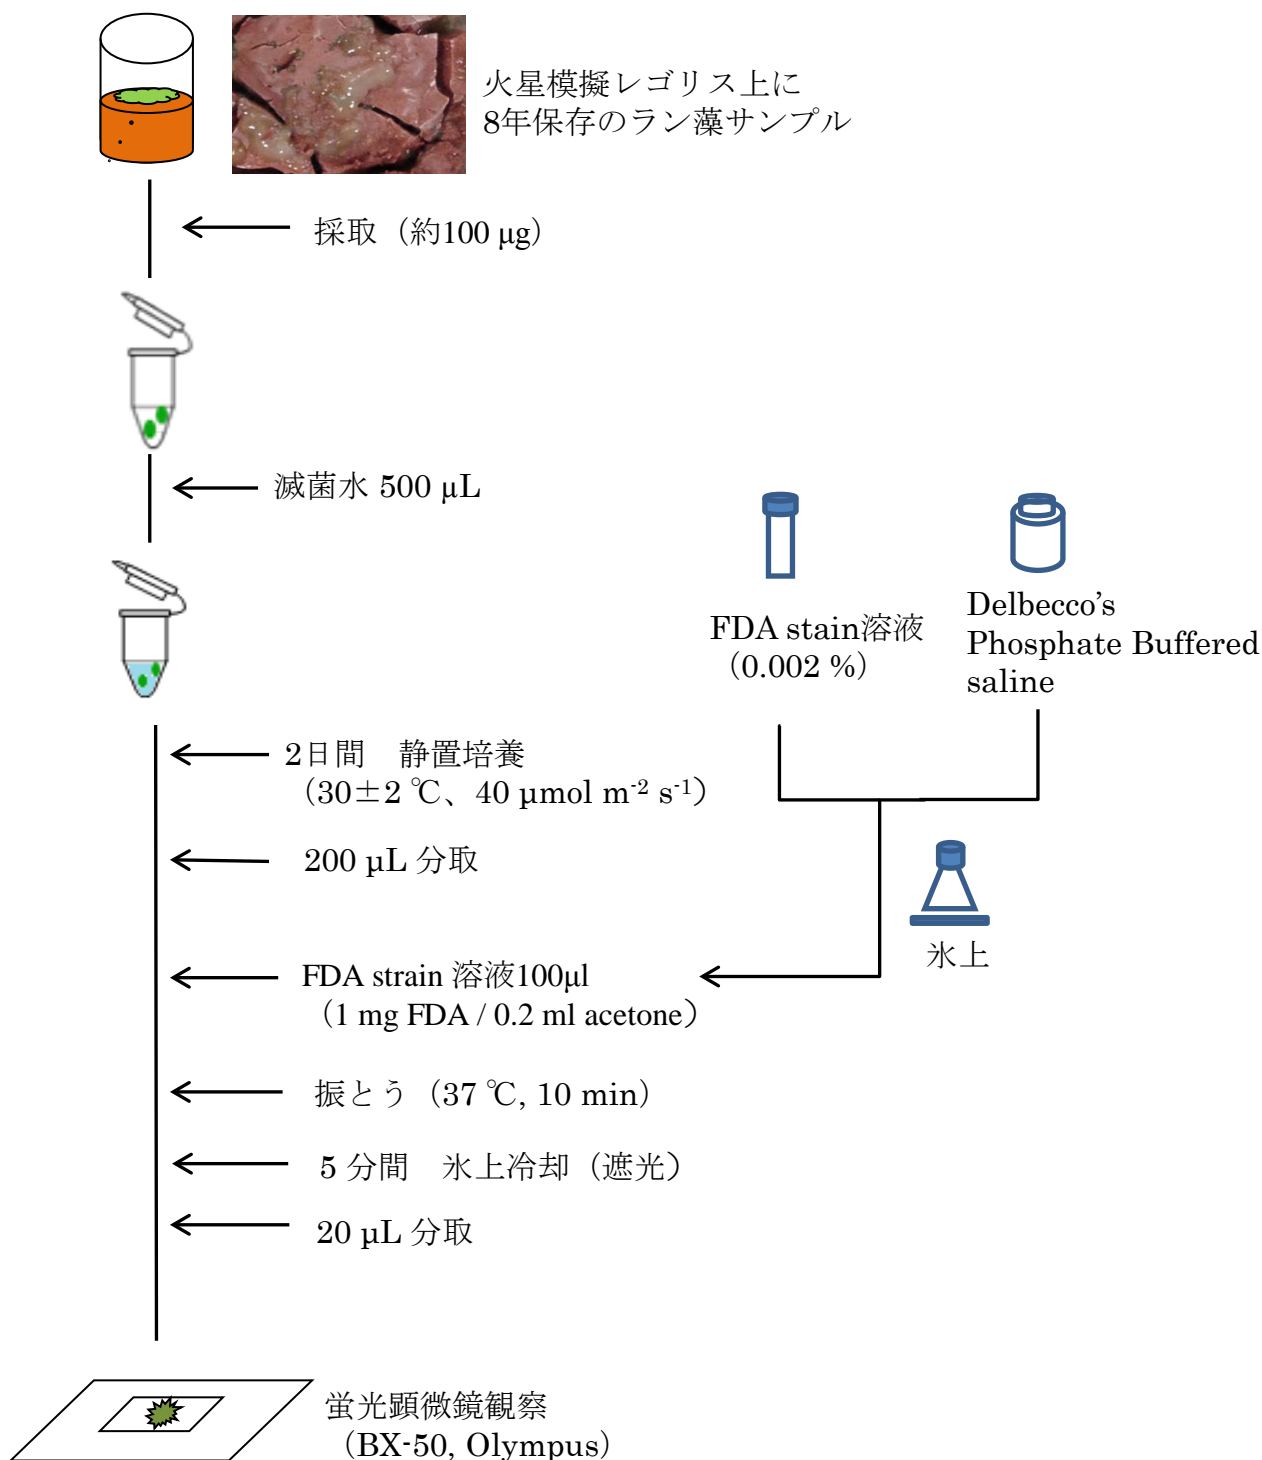 火星模擬レゴリス上に
8年保存のラン藻サンプル
採取（約100 μg）
滅菌水 500 μL
FDA stain溶液
（0.002 %）
Delbecco’s
Phosphate Buffered
saline
2日間　静置培養
（30±2 ℃、40 μmol m⁻² s⁻¹）
200 μL 分取
氷上
FDA strain 溶液100μl
（1 mg FDA / 0.2 ml acetone）
振とう（37 ℃, 10 min）
5 分間　氷上冷却（遮光）
20 μL 分取
蛍光顕微鏡観察
（BX-50, Olympus）